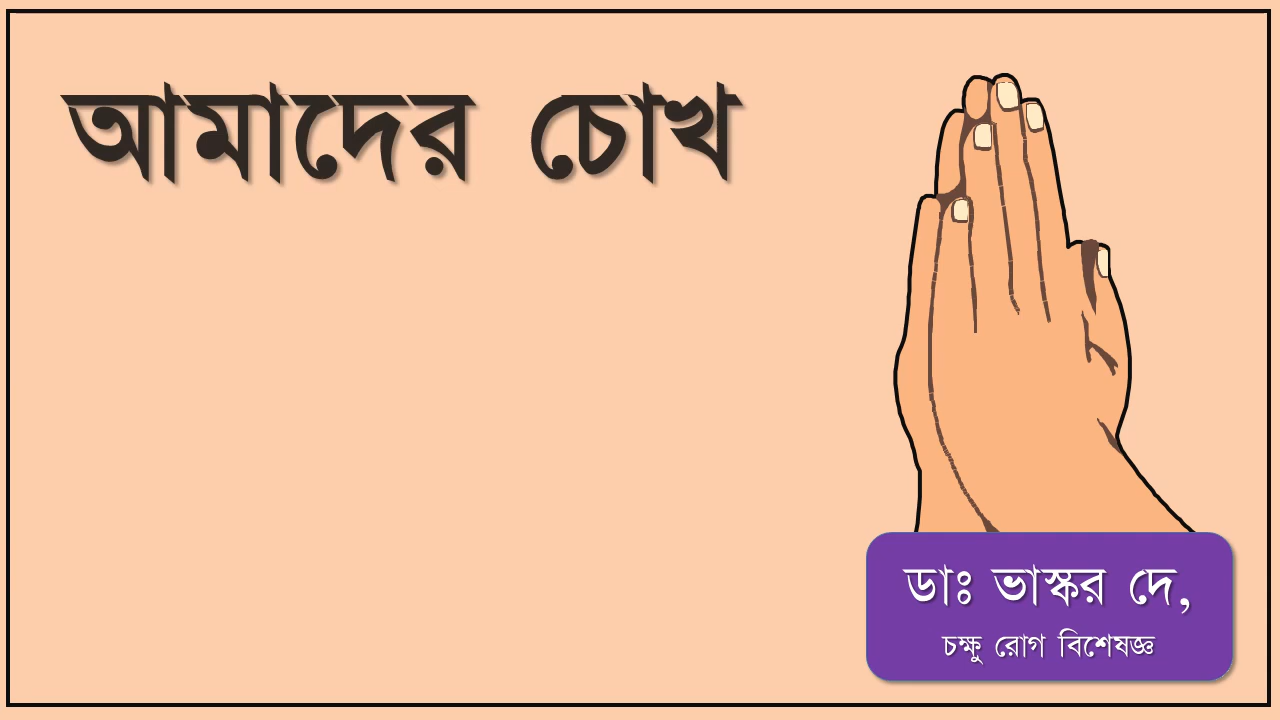 আমাদের চোখ
ডাঃ ভাস্কর দে,
চক্ষু রোগ বিশেষজ্ঞ